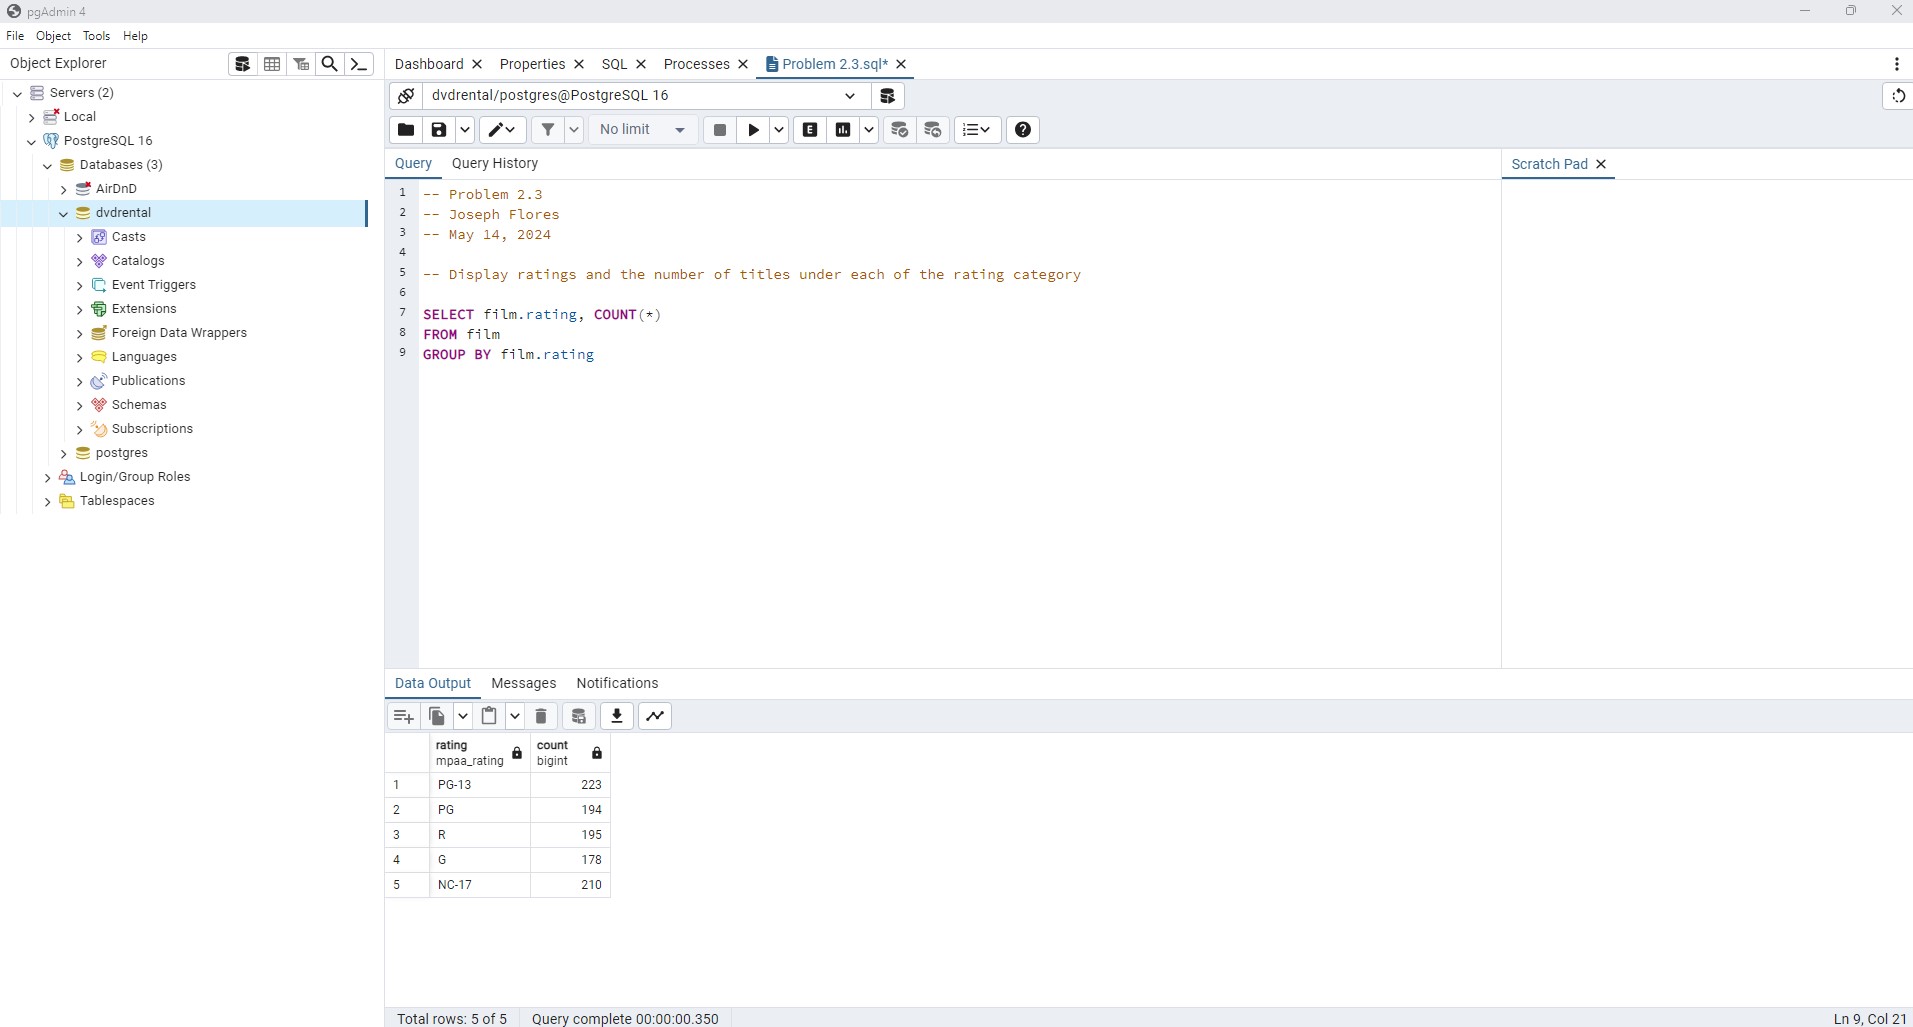 pgAdmin 4
File Object Tools Help
Object Explorer
Servers (2)
Local
PostgreSQL 16
Databases (3)
AirDnD
dvdrental
Casts
Catalogs
Event Triggers
Extensions
Foreign Data Wrappers
Languages
Publications
Schemas
Subscriptions
postgres
Login/Group Roles
Tablespaces
Dashboard Properties SQL Processes Problem 2.3.sql*
dvdrental/postgres@PostgreSQL 16
No limit E
Query Query History
Scratch Pad
1 -- Problem 2.3
2 -- Joseph Flores
3 -- May 14, 2024
4
5 -- Display ratings and the number of titles under each of the rating category
6
7 SELECT film.rating, COUNT(*)
8 FROM film
9 GROUP BY film.rating
Data Output Messages Notifications
rating count
mpaa_rating bigint
1 PG-13 223
2 PG 194
3 R 195
4 G 178
5 NC-17 210
Total rows: 5 of 5 Query complete 00:00:00.350 Ln 9, Col 21